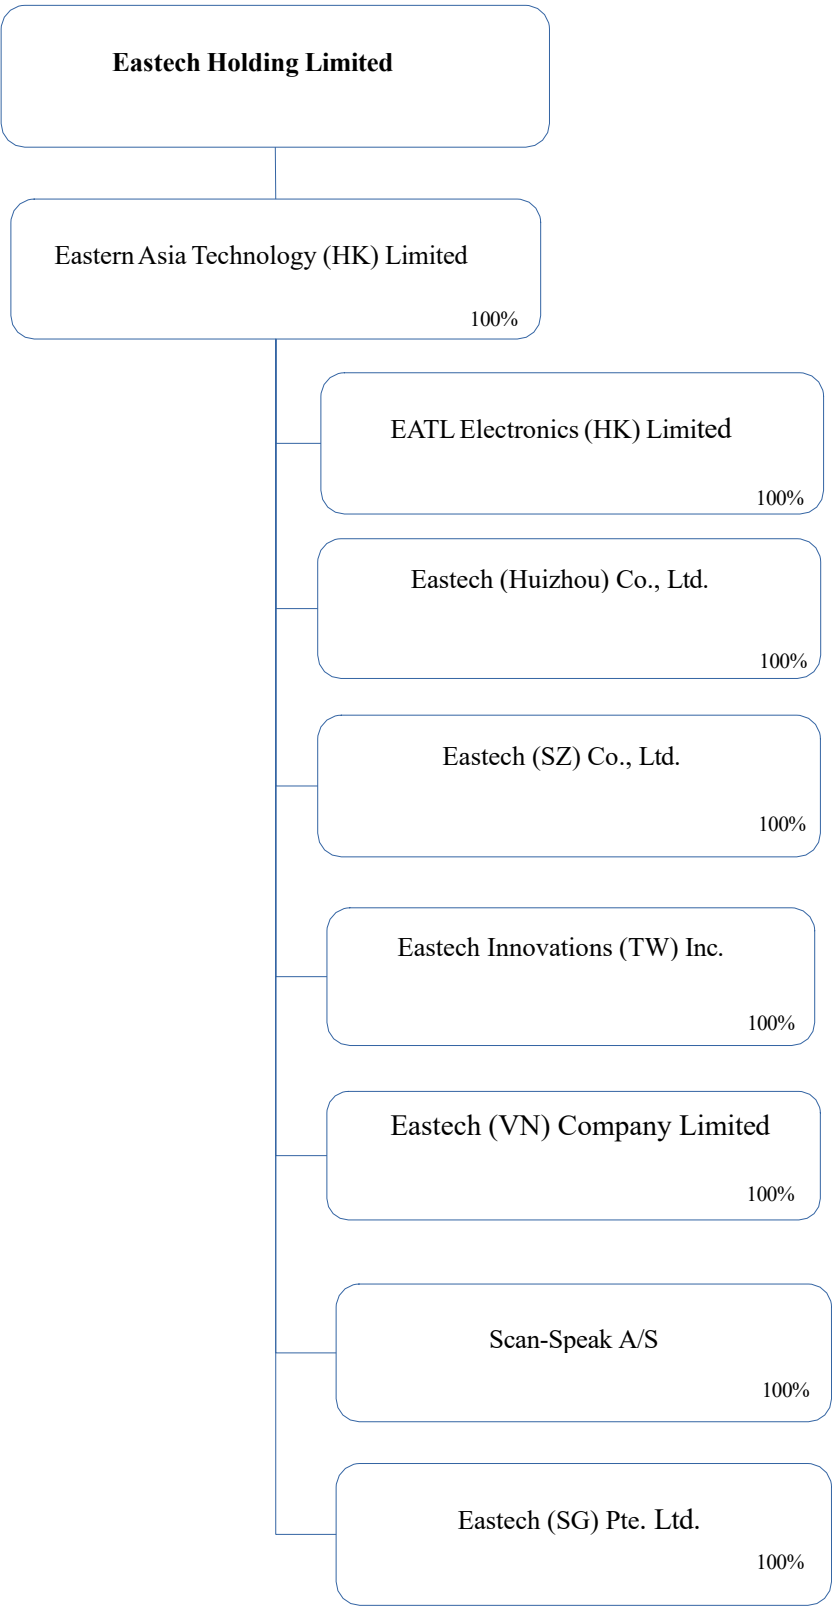 Eastech Holding Limited
Eastern Asia Technology (HK) Limited
100%
EATL Electronics (HK) Limited
100%
Eastech (Huizhou) Co., Ltd.
100%
Eastech (SZ) Co., Ltd.
100%
Eastech Innovations (TW) Inc.
100%
Eastech (VN) Company Limited
100%
Scan-Speak A/S
100%
Eastech (SG) Pte. Ltd.
100%